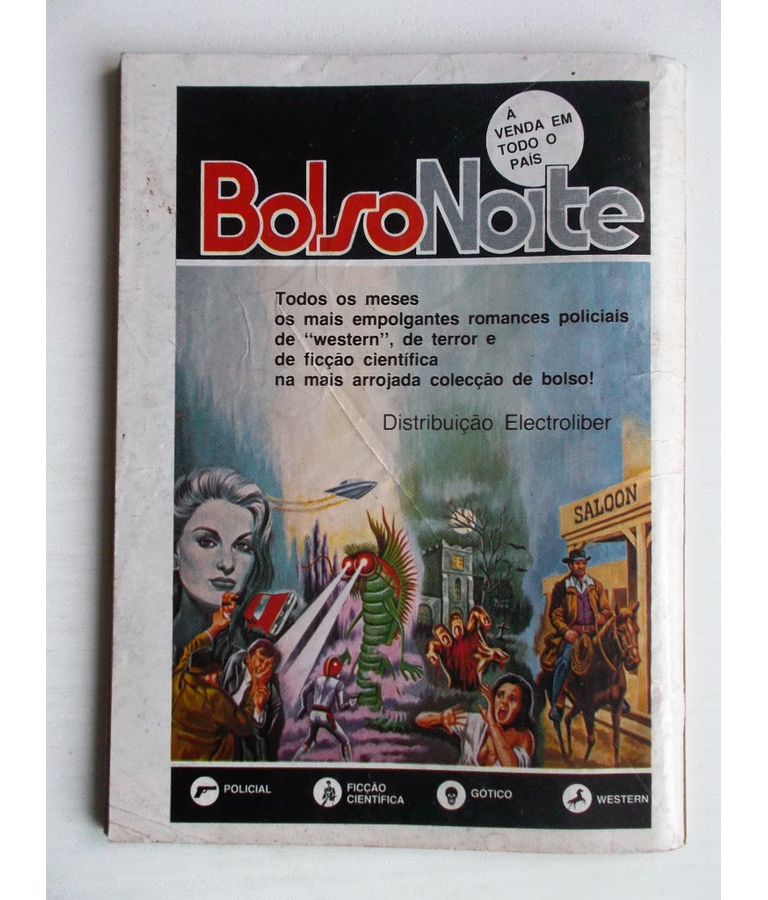 À
VENDA EM
TODO O
PAÍS
BolsoNoite
Todos os meses
os mais empolgantes romances policiais
de "western", de terror e
de ficção científica
na mais arrojada colecção de bolso!
Distribuição Electroliber
SALOON
POLICIAL
FICÇÃO
CIENTÍFICA
GÓTICO
WESTERN